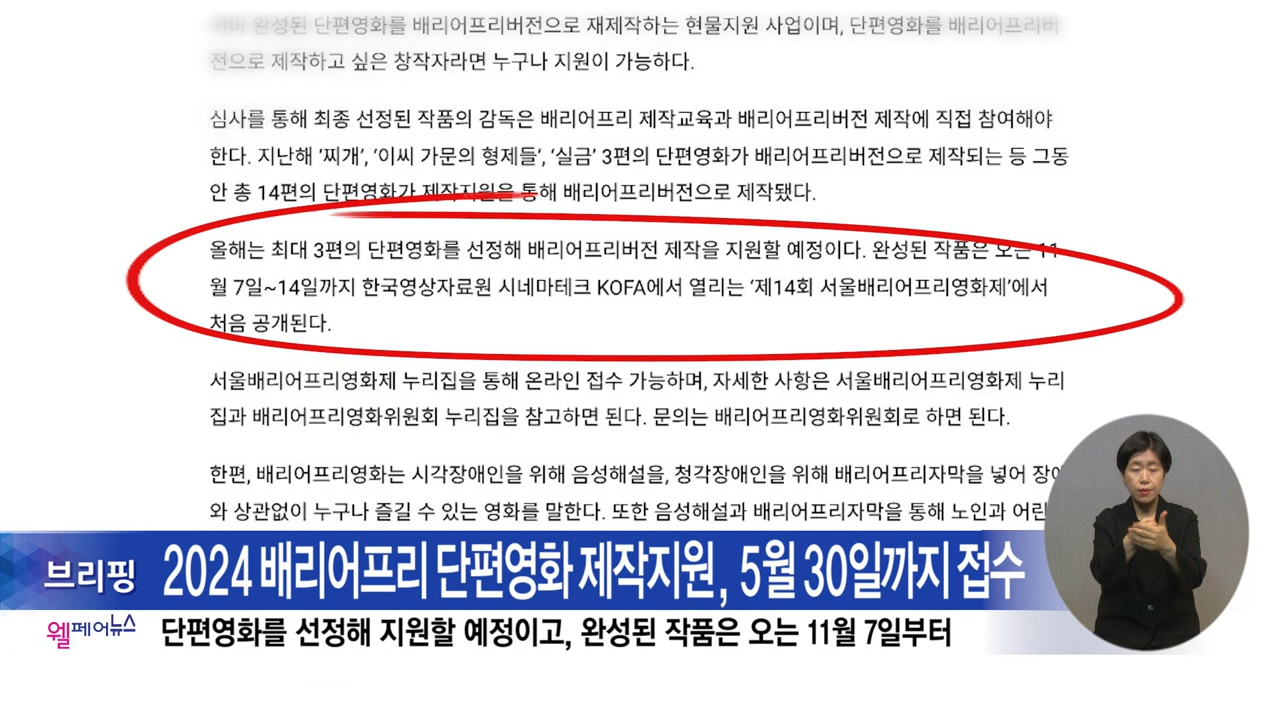 이미 완성된 단편영화를 배리어프리버전으로 재제작하는 현물지원 사업이며, 단편영화를 배리어프리버
전으로 제작하고 싶은 창작자라면 누구나 지원이 가능하다.
심사를 통해 최종 선정된 작품의 감독은 배리어프리 제작교육과 배리어프리버전 제작에 직접 참여해야
한다. 지난해 ‘찌개’, ‘이씨 가문의 형제들’, ‘실금’ 3편의 단편영화가 배리어프리버전으로 제작되는 등 그동
안 총 14편의 단편영화가 제작지원을 통해 배리어프리버전으로 제작됐다.
올해는 최대 3편의 단편영화를 선정해 배리어프리버전 제작을 지원할 예정이다. 완성된 작품은 오는 11
월 7일~14일까지 한국영상자료원 시네마테크 KOFA에서 열리는 ‘제14회 서울배리어프리영화제’에서
처음 공개된다.
서울배리어프리영화제 누리집을 통해 온라인 접수 가능하며, 자세한 사항은 서울배리어프리영화제 누리
집과 배리어프리영화위원회 누리집을 참고하면 된다. 문의는 배리어프리영화위원회로 하면 된다.
한편, 배리어프리영화는 시각장애인을 위해 음성해설을, 청각장애인을 위해 배리어프리자막을 넣어 장애
와 상관없이 누구나 즐길 수 있는 영화를 말한다. 또한 음성해설과 배리어프리자막을 통해 노인과 어린
브리핑 2024 배리어프리 단편영화 제작지원, 5월 30일까지 접수
웰페어뉴스 단편영화를 선정해 지원할 예정이고, 완성된 작품은 오는 11월 7일부터